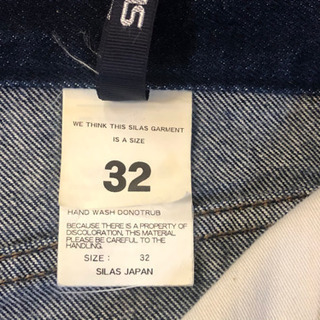 WE THINK THIS SILAS GARMENT
IS A SIZE
32
HAND WASH DONOTRUB
BECAUSE THERE IS A PROPERTY OF
DISCOLORATION, THIS MATERIAL
PLEASE BE CAREFUL TO THE
HANDLING.
SIZE: 32
SILAS JAPAN